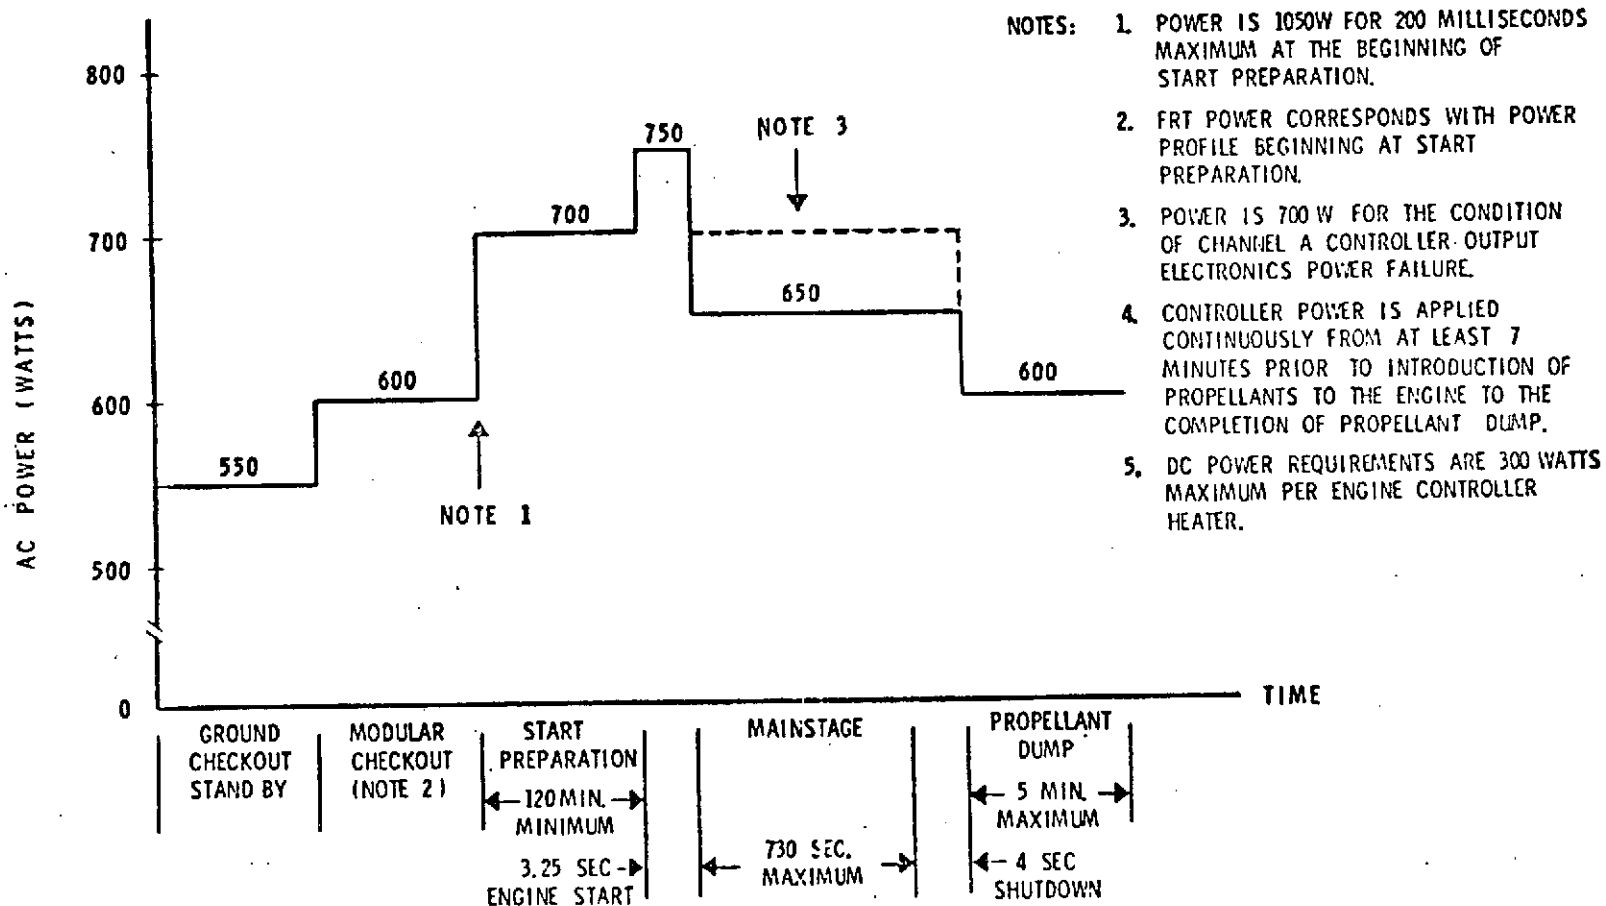 NOTES: 1. POWER IS 1050W FOR 200 MILLISECONDS
MAXIMUM AT THE BEGINNING OF
START PREPARATION.
2. FRT POWER CORRESPONDS WITH POWER
PROFILE BEGINNING AT START
PREPARATION.
3. POWER IS 700 W FOR THE CONDITION
OF CHANNEL A CONTROLLER OUTPUT
ELECTRONICS POWER FAILURE.
4. CONTROLLER POWER IS APPLIED
CONTINUOUSLY FROM AT LEAST 7
MINUTES PRIOR TO INTRODUCTION OF
PROPELLANTS TO THE ENGINE TO THE
COMPLETION OF PROPELLANT DUMP.
5. DC POWER REQUIREMENTS ARE 300 WATTS
MAXIMUM PER ENGINE CONTROLLER
HEATER.
AC POWER (WATTS)
800
700
600
500
0
550
600
700
750
650
600
NOTE 1
NOTE 3
TIME
GROUND
CHECKOUT
STAND BY
MODULAR
CHECKOUT
(NOTE 2)
START
PREPARATION
120 MIN.
MINIMUM
3.25 SEC
ENGINE START
MAINSTAGE
730 SEC.
MAXIMUM
PROPELLANT
DUMP
5 MIN.
MAXIMUM
4 SEC
SHUTDOWN